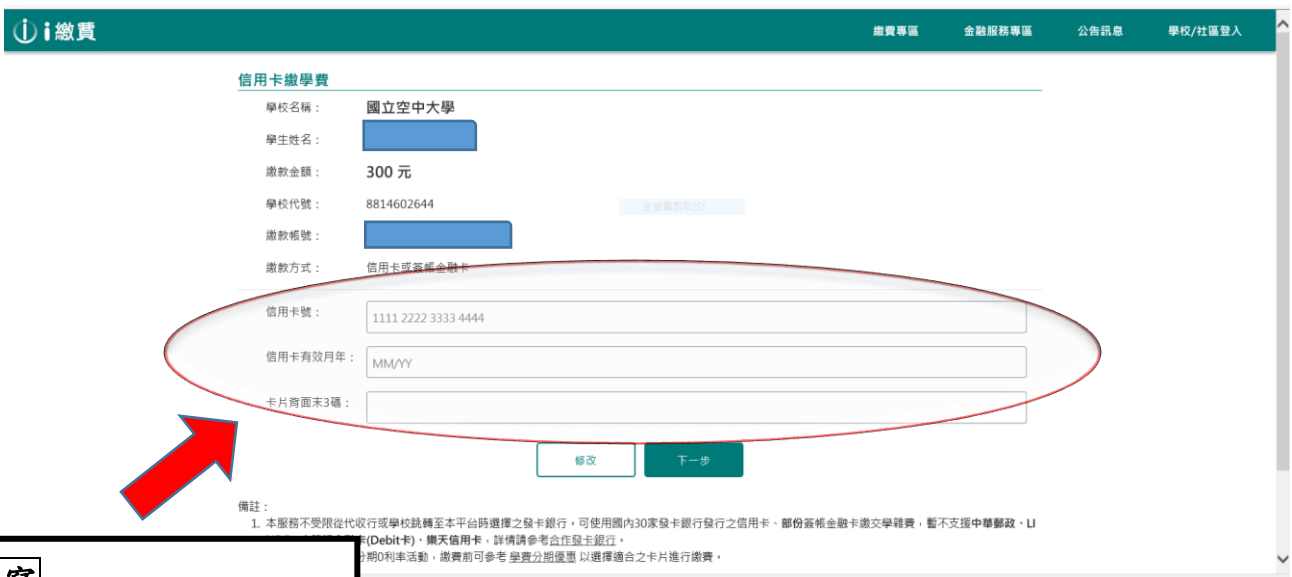 i繳費 繳費專區 金融服務專區 公告訊息 學校/社區登入
信用卡繳學費
學校名稱： 國立空中大學
學生姓名：
繳款金額： 300 元
學校代號： 8814602644
全螢幕剪取(S)
繳款帳號：
繳款方式： 信用卡或簽帳金融卡
信用卡號： 1111 2222 3333 4444
信用卡有效月年： MM/YY
卡片背面末3碼：
修改 下一步
備註：
1. 本服務不受限從代收行或學校跳轉至本平台時選擇之發卡銀行，可使用國內30家發卡銀行發行之信用卡、部份簽帳金融卡繳交學雜費，暫不支援中華郵政、LI
(Debit卡)、樂天信用卡，詳情請參考合作發卡銀行。
分期0利率活動，繳費前可參考 學費分期優惠 以選擇適合之卡片進行繳費。